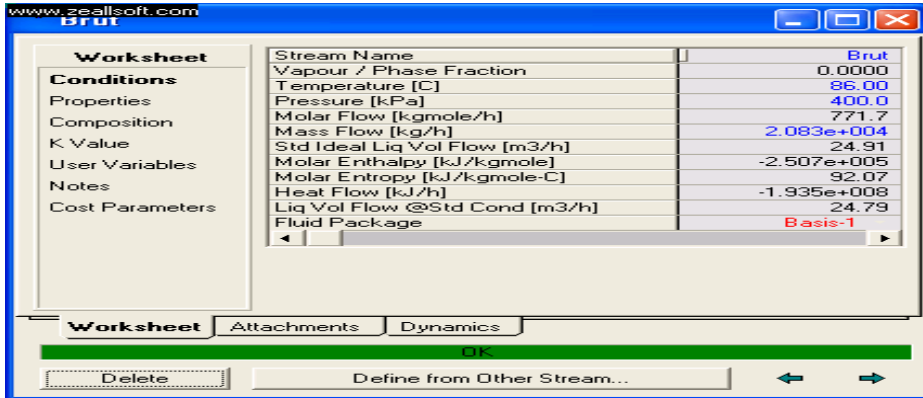 www.zeallsoft.com
Brut
Worksheet
Conditions
Properties
Composition
K Value
User Variables
Notes
Cost Parameters
Stream Name Brut
Vapour / Phase Fraction 0.0000
Temperature [C] 86.00
Pressure [kPa] 400.0
Molar Flow [kgmole/h] 771.7
Mass Flow [kg/h] 2.083e+004
Std Ideal Liq Vol Flow [m3/h] 24.91
Molar Enthalpy [kJ/kgmole] -2.507e+005
Molar Entropy [kJ/kgmole-C] 92.07
Heat Flow [kJ/h] -1.935e+008
Liq Vol Flow @Std Cond [m3/h] 24.79
Fluid Package Basis-1
Worksheet Attachments Dynamics
OK
Delete Define from Other Stream...